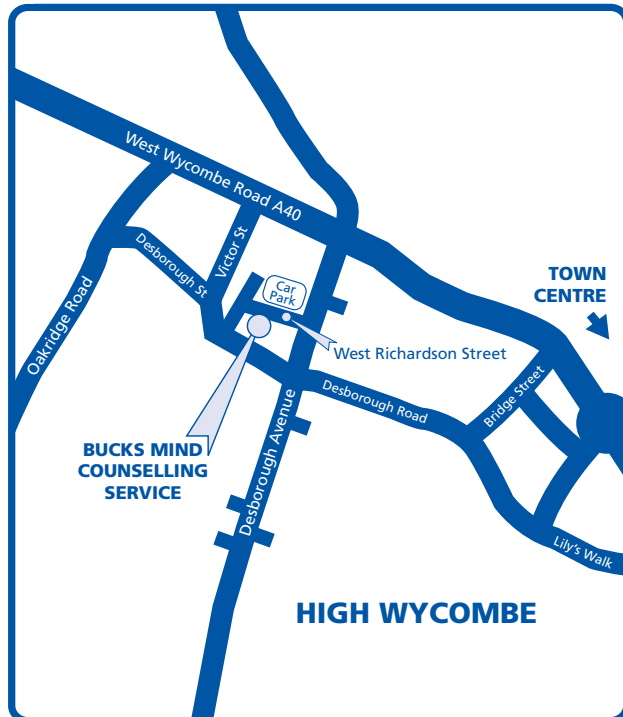 West Wycombe Road A40
Victor St
Desborough St
Oakridge Road
Car
Park
TOWN
CENTRE
West Richardson Street
Desborough Road
Bridge Street
BUCKS MIND
COUNSELLING
SERVICE
Desborough Avenue
Lily's Walk
HIGH WYCOMBE